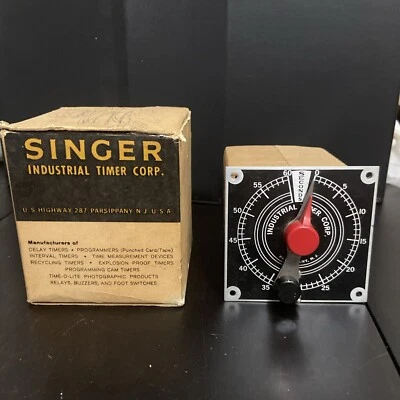 SINGER
INDUSTRIAL TIMER CORP.
U S HIGHWAY 287 PARSIPPANY N.J. U.S.A.
Manufacturers of
DELAY TIMERS • PROGRAMMERS (Punched Card/Tape)
INTERVAL TIMERS • TIME MEASUREMENT DEVICES
RECYCLING TIMERS • EXPLOSION PROOF TIMERS
PROGRAMMING CAM TIMERS
TIME-O-LITE PHOTOGRAPHIC PRODUCTS
RELAYS, BUZZERS, AND FOOT SWITCHES
60
5
10
15
20
25
35
40
45
50
55
SECONDS
INDUSTRIAL TIMER CORP.